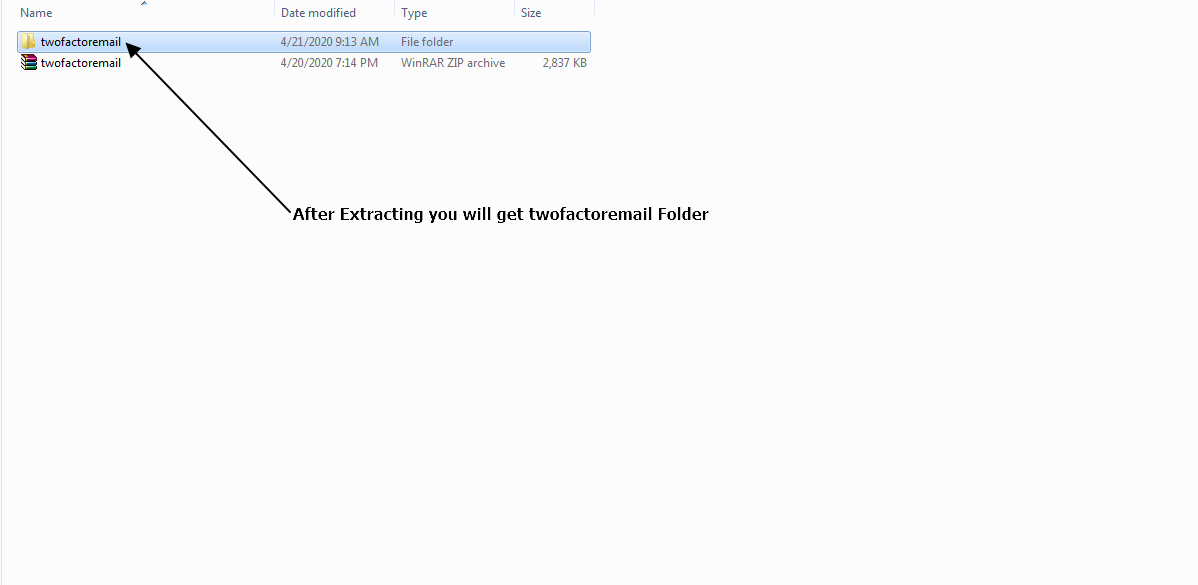 Name Date modified Type Size
twofactoremail 4/21/2020 9:13 AM File folder
twofactoremail 4/20/2020 7:14 PM WinRAR ZIP archive 2,837 KB
After Extracting you will get twofactoremail Folder